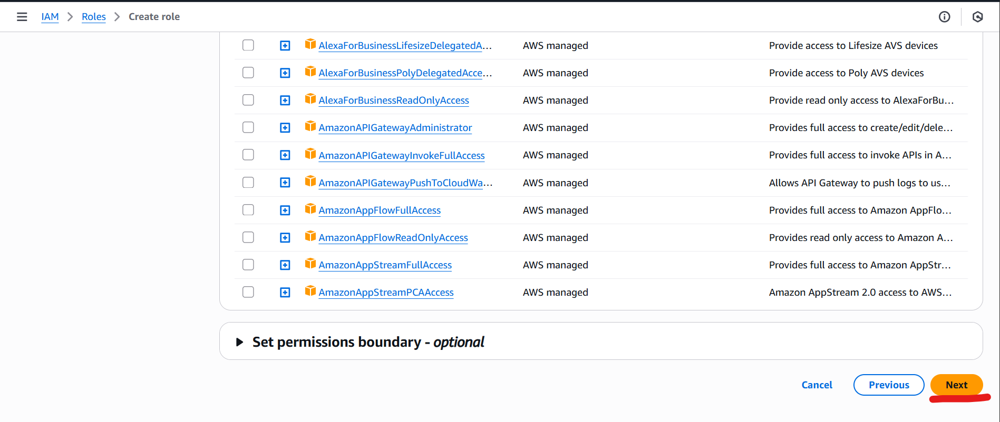 IAM > Roles > Create role
AlexaForBusinessLifesizeDelegatedA... AWS managed Provide access to Lifesize AVS devices
AlexaForBusinessPolyDelegatedAcce... AWS managed Provide access to Poly AVS devices
AlexaForBusinessReadOnlyAccess AWS managed Provide read only access to AlexaForBu...
AmazonAPIGatewayAdministrator AWS managed Provides full access to create/edit/dele...
AmazonAPIGatewayInvokeFullAccess AWS managed Provides full access to invoke APIs in A...
AmazonAPIGatewayPushToCloudWa... AWS managed Allows API Gateway to push logs to us...
AmazonAppFlowFullAccess AWS managed Provides full access to Amazon AppFlo...
AmazonAppFlowReadOnlyAccess AWS managed Provides read only access to Amazon A...
AmazonAppStreamFullAccess AWS managed Provides full access to Amazon AppStr...
AmazonAppStreamPCAAccess AWS managed Amazon AppStream 2.0 access to AWS...
Set permissions boundary - optional
Cancel Previous Next